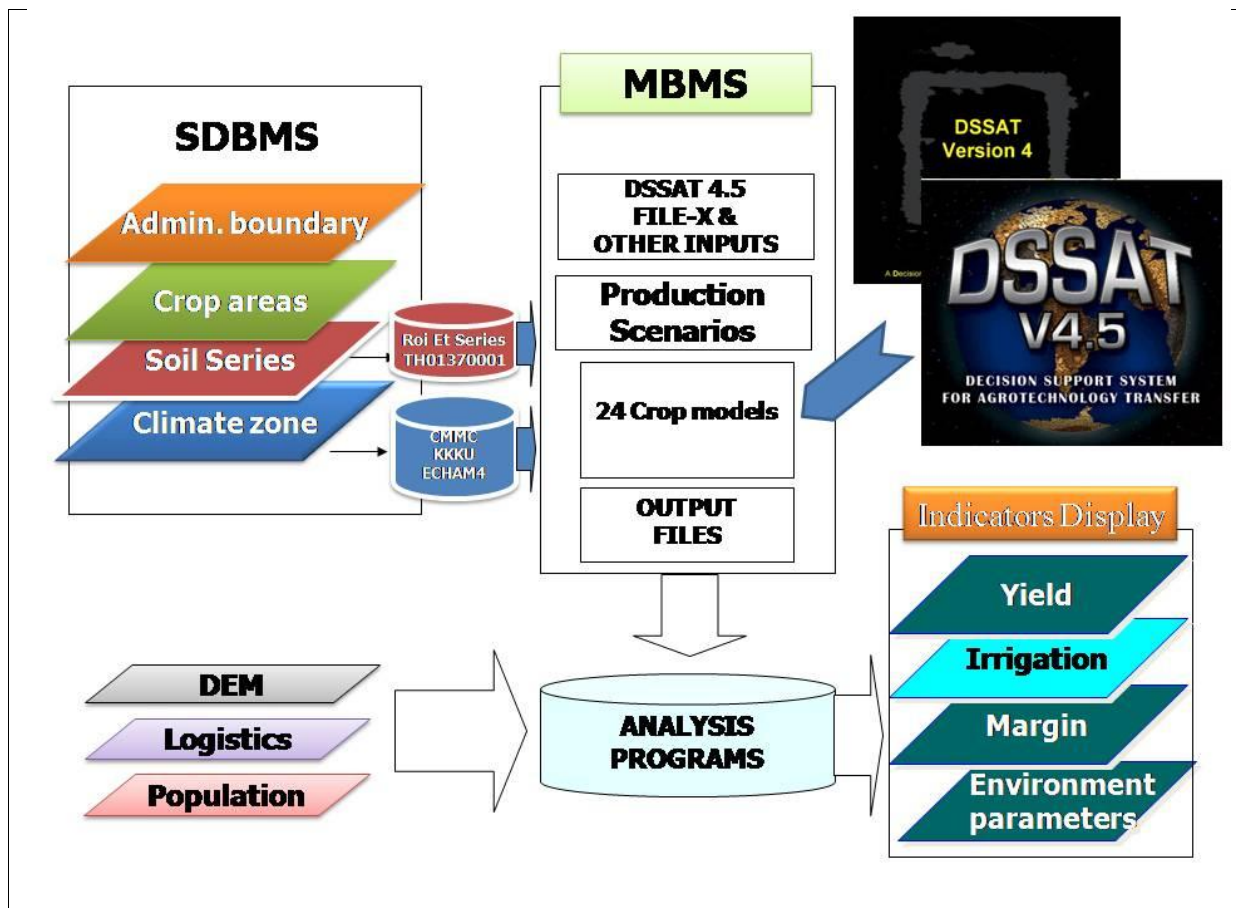 SDBMS
Admin. boundary
Crop areas
Soil Series
Climate zone
Roi Et Series
TH01370001
CMMC
KKKU
ECHAM4
MBMS
DSSAT 4.5
FILE-X &
OTHER INPUTS
Production
Scenarios
24 Crop models
OUTPUT
FILES
DSSAT
Version 4
A Decision
DSSAT
V4.5
DECISION SUPPORT SYSTEM
FOR AGROTECHNOLOGY TRANSFER
DEM
Logistics
Population
ANALYSIS
PROGRAMS
Indicators Display
Yield
Irrigation
Margin
Environment
parameters